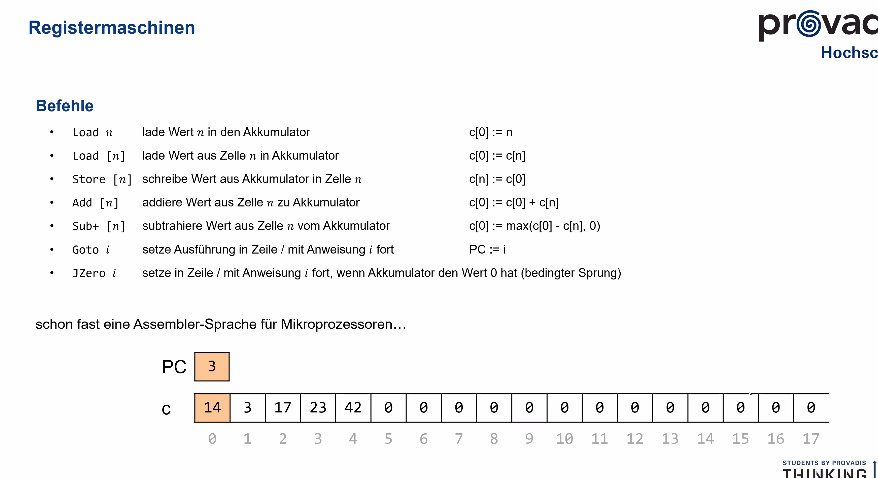 Registermaschinen
provac
Hochsc
Befehle
• Load n lade Wert n in den Akkumulator c[0] := n
• Load [n] lade Wert aus Zelle n in Akkumulator c[0] := c[n]
• Store [n] schreibe Wert aus Akkumulator in Zelle n c[n] := c[0]
• Add [n] addiere Wert aus Zelle n zu Akkumulator c[0] := c[0] + c[n]
• Sub+ [n] subtrahiere Wert aus Zelle n vom Akkumulator c[0] := max(c[0] - c[n], 0)
• Goto i setze Ausführung in Zeile / mit Anweisung i fort PC := i
• JZero i setze in Zeile / mit Anweisung i fort, wenn Akkumulator den Wert 0 hat (bedingter Sprung)
schon fast eine Assembler-Sprache für Mikroprozessoren…
PC 3
c 14 3 17 23 42 0 0 0 0 0 0 0 0 0 0 0 0 0
0 1 2 3 4 5 6 7 8 9 10 11 12 13 14 15 16 17
STUDENTS BY PROVADIS
THINKING